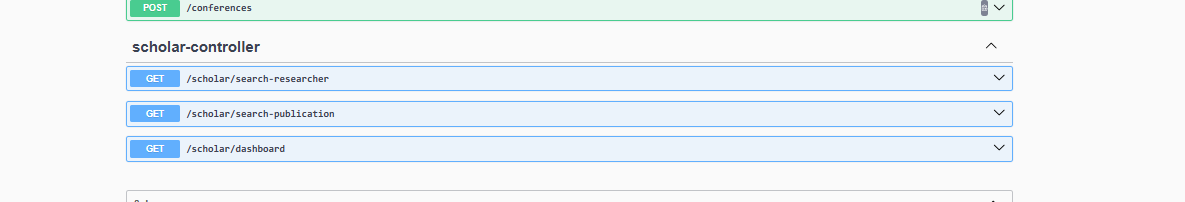 POST /conferences
scholar-controller
GET /scholar/search-researcher
GET /scholar/search-publication
GET /scholar/dashboard